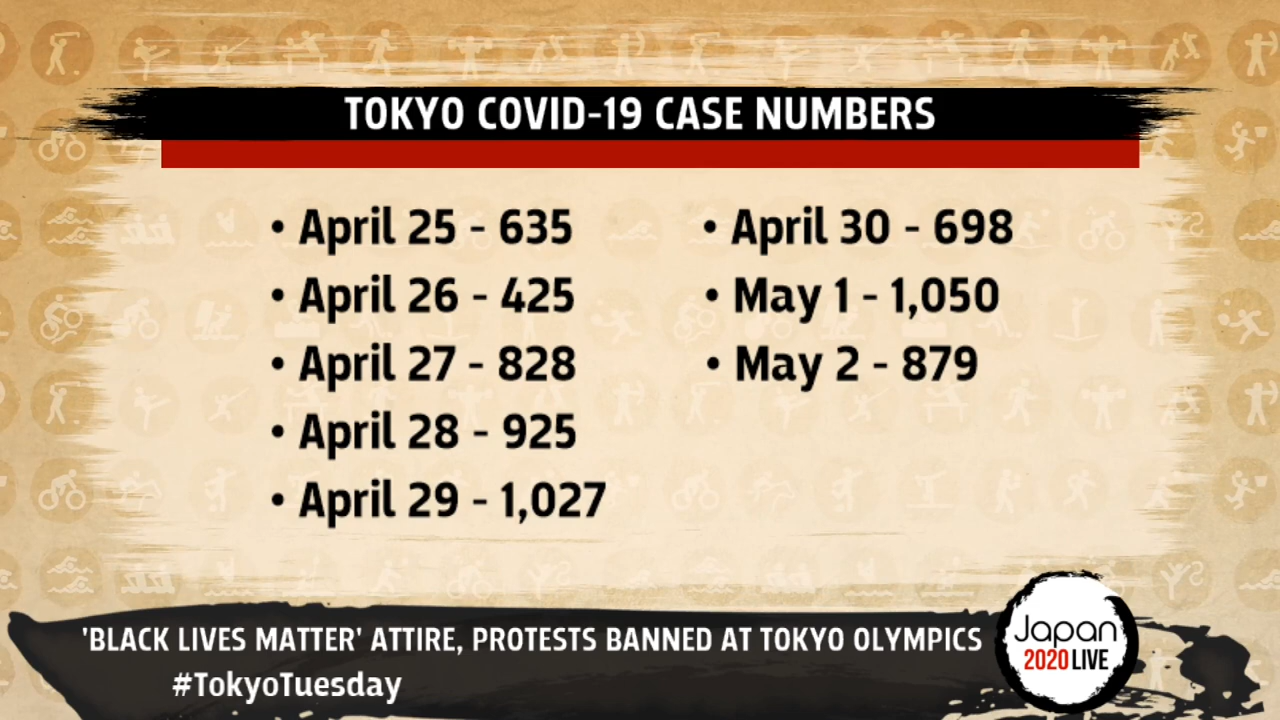 TOKYO COVID-19 CASE NUMBERS
• April 25 - 635
• April 26 - 425
• April 27 - 828
• April 28 - 925
• April 29 - 1,027
• April 30 - 698
• May 1 - 1,050
• May 2 - 879
'BLACK LIVES MATTER' ATTIRE, PROTESTS BANNED AT TOKYO OLYMPICS
#TokyoTuesday
Japan
2020 LIVE